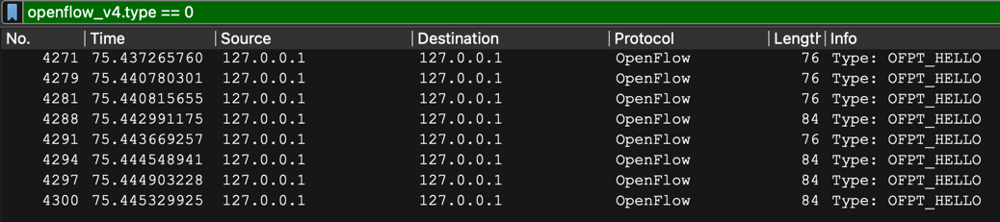 openflow_v4.type == 0
No. Time Source Destination Protocol Length Info
4271 75.437265760 127.0.0.1 127.0.0.1 OpenFlow 76 Type: OFPT_HELLO
4279 75.440780301 127.0.0.1 127.0.0.1 OpenFlow 76 Type: OFPT_HELLO
4281 75.440815655 127.0.0.1 127.0.0.1 OpenFlow 76 Type: OFPT_HELLO
4288 75.442991175 127.0.0.1 127.0.0.1 OpenFlow 84 Type: OFPT_HELLO
4291 75.443669257 127.0.0.1 127.0.0.1 OpenFlow 76 Type: OFPT_HELLO
4294 75.444548941 127.0.0.1 127.0.0.1 OpenFlow 84 Type: OFPT_HELLO
4297 75.444903228 127.0.0.1 127.0.0.1 OpenFlow 84 Type: OFPT_HELLO
4300 75.445329925 127.0.0.1 127.0.0.1 OpenFlow 84 Type: OFPT_HELLO